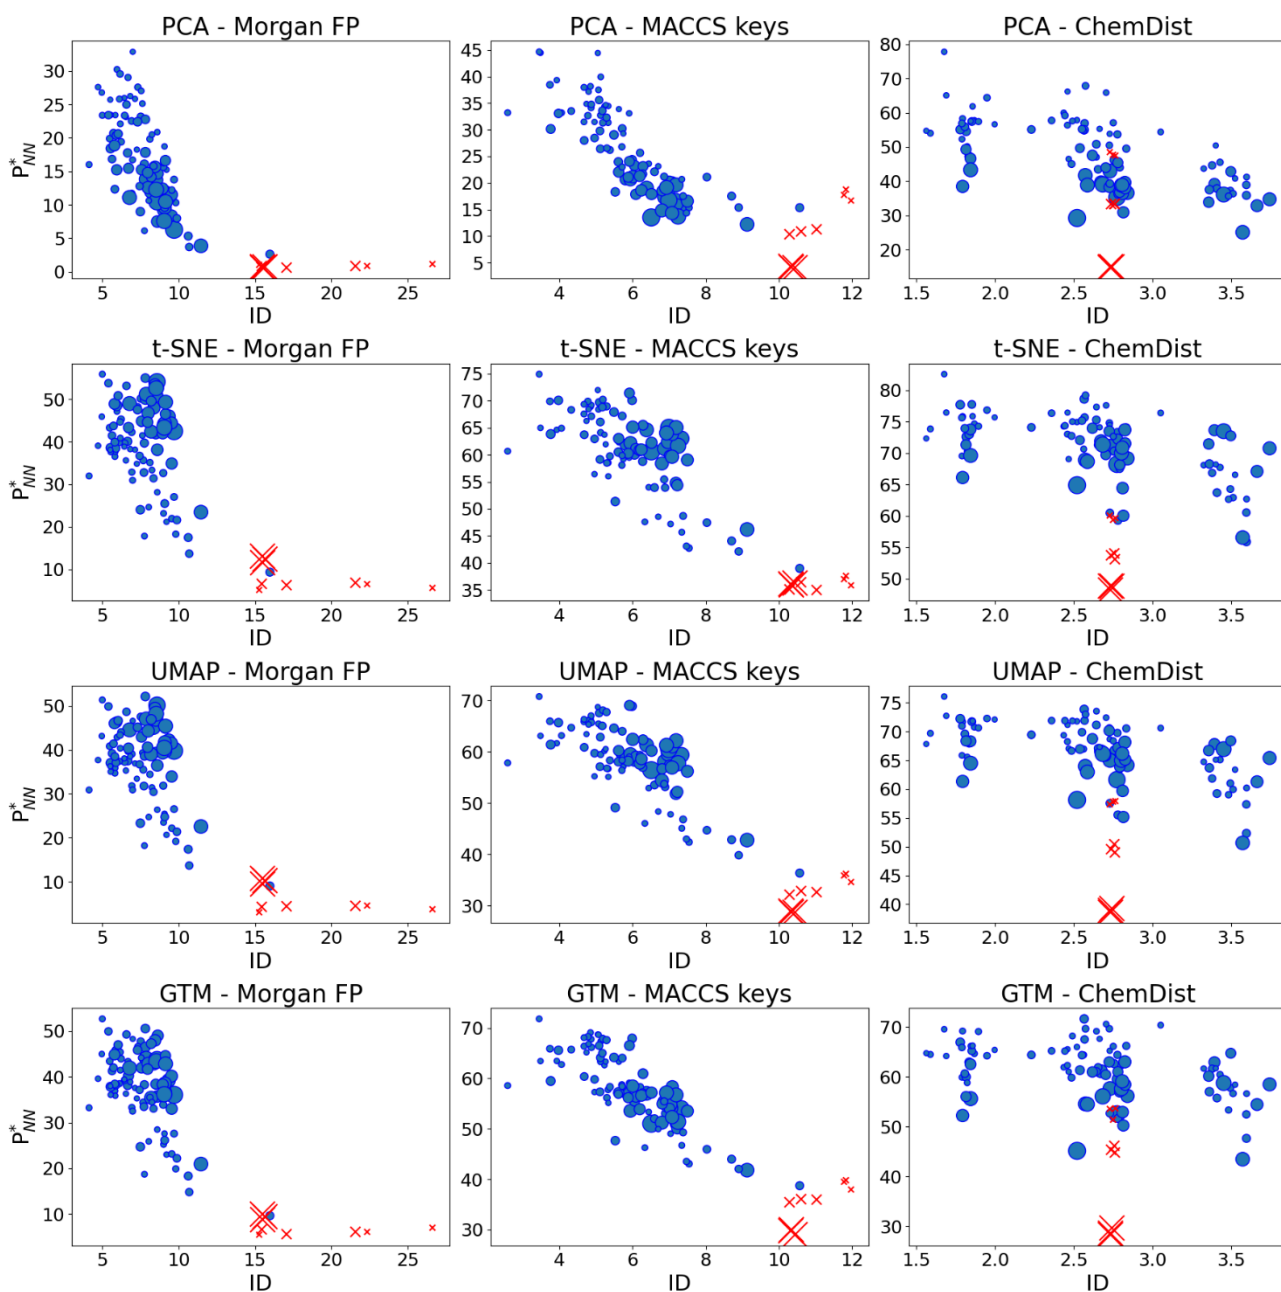 PCA - Morgan FP
P*NN
30
25
20
15
10
5
0
5 10 15 20 25
ID
PCA - MACCS keys
45
40
35
30
25
20
15
10
5
4 6 8 10 12
ID
PCA - ChemDist
80
70
60
50
40
30
20
1.5 2.0 2.5 3.0 3.5
ID
t-SNE - Morgan FP
P*NN
50
40
30
20
10
5 10 15 20 25
ID
t-SNE - MACCS keys
75
70
65
60
55
50
45
40
35
4 6 8 10 12
ID
t-SNE - ChemDist
80
75
70
65
60
55
50
1.5 2.0 2.5 3.0 3.5
ID
UMAP - Morgan FP
P*NN
50
40
30
20
10
5 10 15 20 25
ID
UMAP - MACCS keys
70
60
50
40
30
4 6 8 10 12
ID
UMAP - ChemDist
75
70
65
60
55
50
45
40
1.5 2.0 2.5 3.0 3.5
ID
GTM - Morgan FP
P*NN
50
40
30
20
10
5 10 15 20 25
ID
GTM - MACCS keys
70
60
50
40
30
4 6 8 10 12
ID
GTM - ChemDist
70
60
50
40
30
1.5 2.0 2.5 3.0 3.5
ID